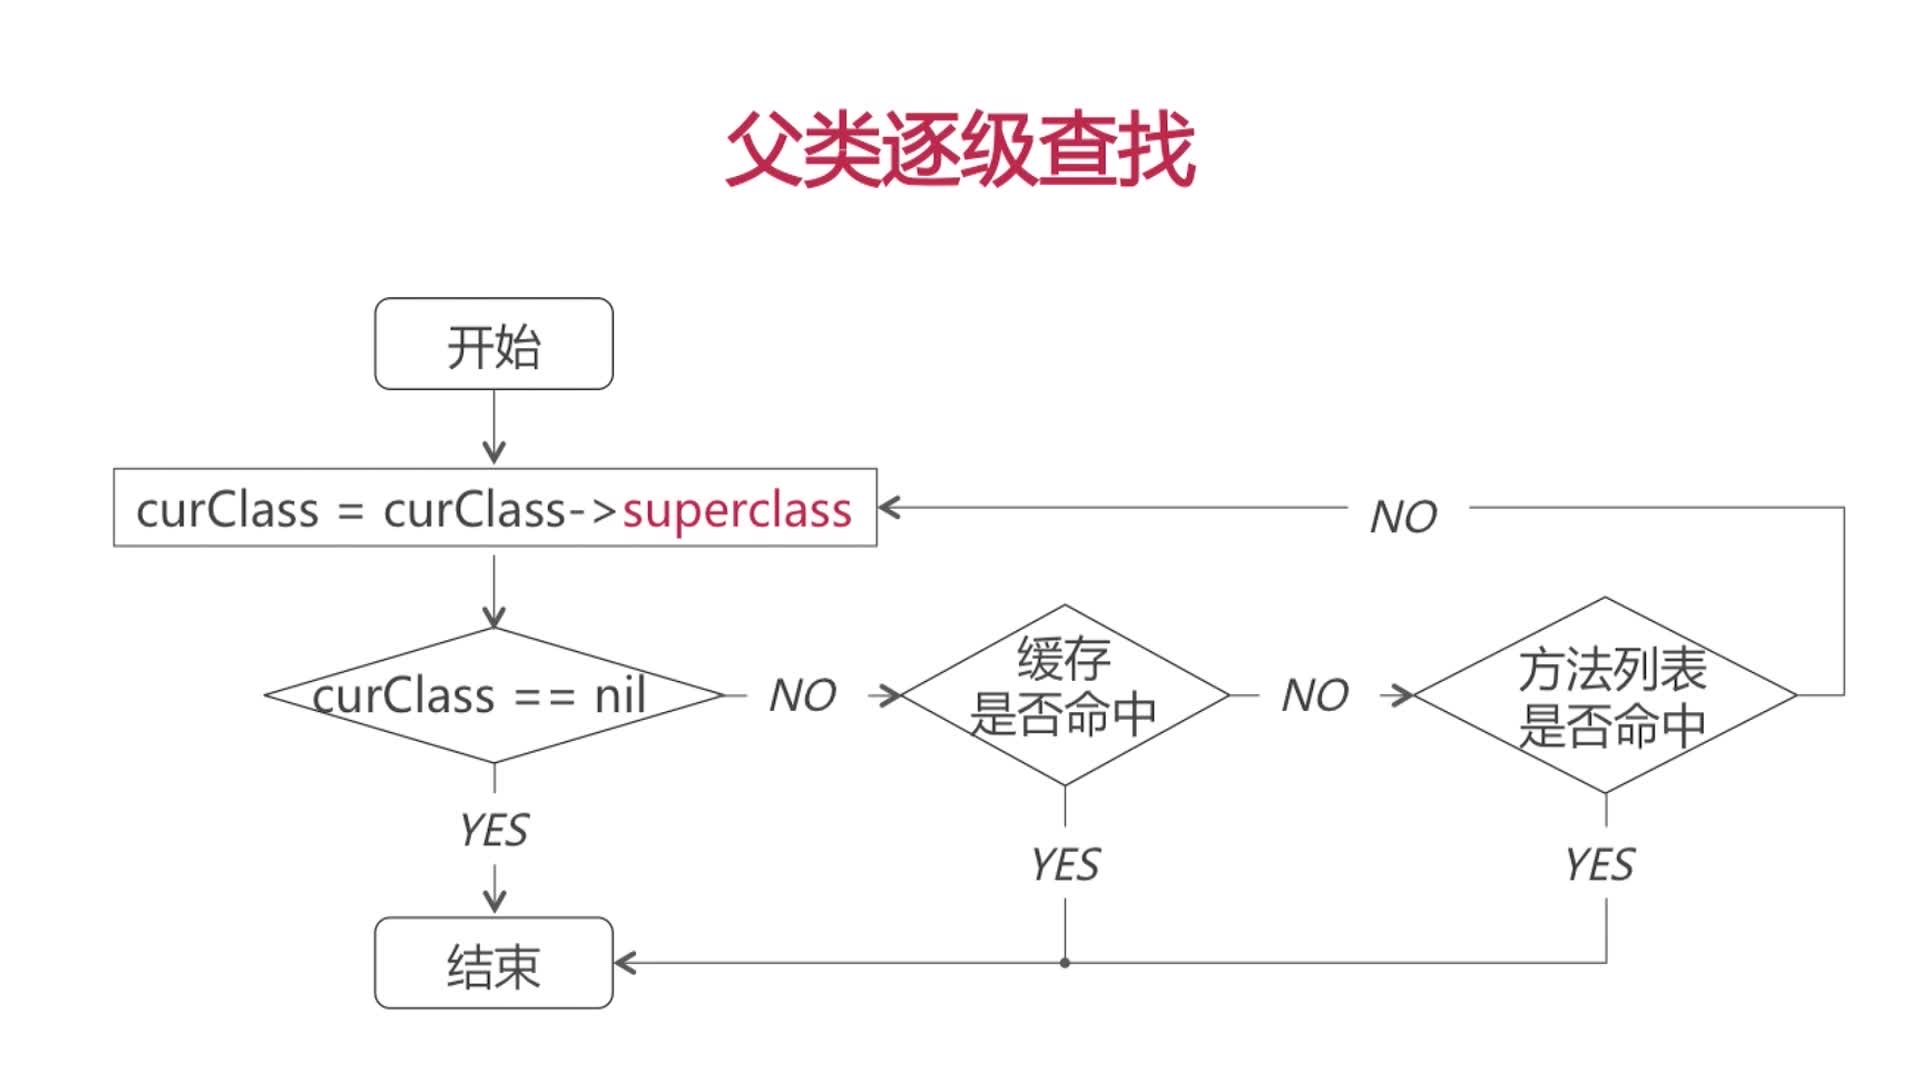 父类逐级查找
开始
curClass = curClass->superclass
NO
curClass == nil
NO
缓存
是否命中
NO
方法列表
是否命中
YES
YES
YES
结束